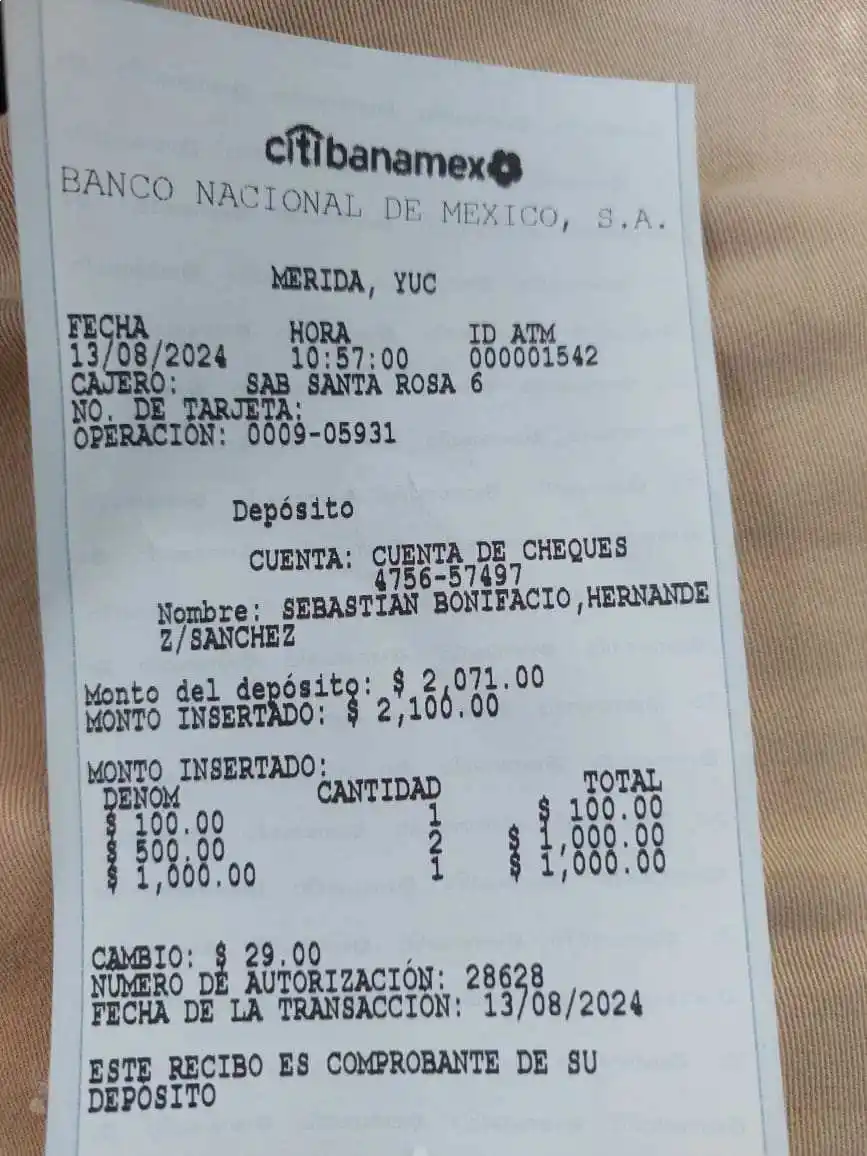 citibanamex
BANCO NACIONAL DE MEXICO, S.A.
MERIDA, YUC
FECHA HORA ID ATM
13/08/2024 10:57:00 000001542
CAJERO: SAB SANTA ROSA 6
NO. DE TARJETA:
OPERACIÓN: 0009-05931
Depósito
CUENTA: CUENTA DE CHEQUES
4756-57497
Nombre: SEBASTIAN BONIFACIO,HERNANDE
Z/SANCHEZ
Monto del depósito: $ 2,071.00
MONTO INSERTADO: $ 2,100.00
MONTO INSERTADO:
DENOM CANTIDAD TOTAL
$ 100.00 1 $ 100.00
$ 500.00 2 $ 1,000.00
$ 1,000.00 1 $ 1,000.00
CAMBIO: $ 29.00
NUMERO DE AUTORIZACIÓN: 28628
FECHA DE LA TRANSACCIÓN: 13/08/2024
ESTE RECIBO ES COMPROBANTE DE SU
DEPOSITO